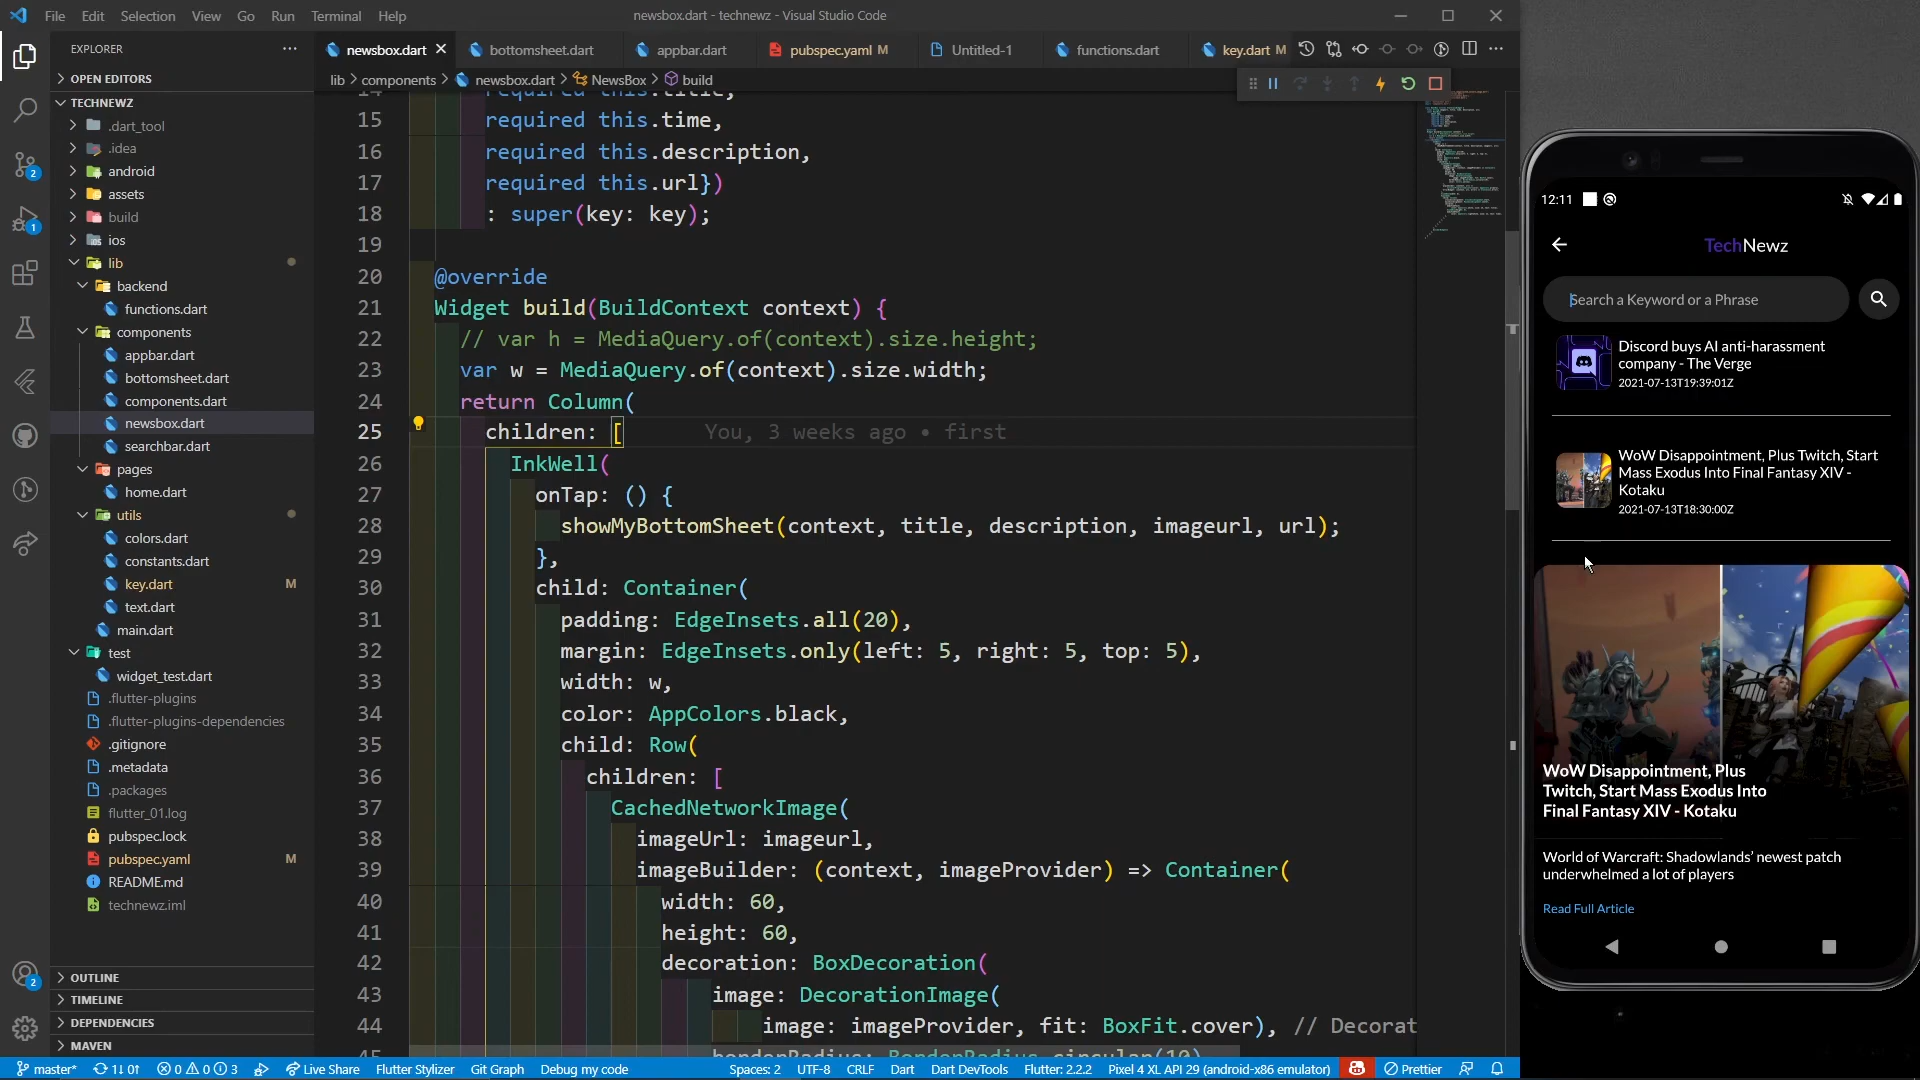 File Edit Selection View Go Run Terminal Help
newsbox.dart - technewz - Visual Studio Code
EXPLORER
OPEN EDITORS
TECHNEWZ
.dart_tool
.idea
android
assets
build
ios
lib
backend
functions.dart
components
appbar.dart
bottomsheet.dart
components.dart
newsbox.dart
searchbar.dart
pages
home.dart
utils
colors.dart
constants.dart
key.dart M
text.dart
main.dart
test
widget_test.dart
.flutter-plugins
.flutter-plugins-dependencies
.gitignore
.metadata
.packages
flutter_01.log
pubspec.lock
pubspec.yaml M
README.md
technewz.iml
OUTLINE
TIMELINE
DEPENDENCIES
MAVEN
2
1
2
newsbox.dart bottomsheet.dart appbar.dart pubspec.yaml M Untitled-1 functions.dart key.dart M
lib > components > newsbox.dart > NewsBox > build
14 required this.title,
15 required this.time,
16 required this.description,
17 required this.url})
18 : super(key: key);
19
20 @override
21 Widget build(BuildContext context) {
22 // var h = MediaQuery.of(context).size.height;
23 var w = MediaQuery.of(context).size.width;
24 return Column(
25 children: [ You, 3 weeks ago • first
26 InkWell(
27 onTap: () {
28 showMyBottomSheet(context, title, description, imageurl, url);
29 },
30 child: Container(
31 padding: EdgeInsets.all(20),
32 margin: EdgeInsets.only(left: 5, right: 5, top: 5),
33 width: w,
34 color: AppColors.black,
35 child: Row(
36 children: [
37 CachedNetworkImage(
38 imageUrl: imageurl,
39 imageBuilder: (context, imageProvider) => Container(
40 width: 60,
41 height: 60,
42 decoration: BoxDecoration(
43 image: DecorationImage(
44 image: imageProvider, fit: BoxFit.cover), // Decorat
45 borderRadius: BorderRadius.circular(10)
master* 1↓ 0↑ 0 0 3 Live Share Flutter Stylizer Git Graph Debug my code Spaces: 2 UTF-8 CRLF Dart Dart DevTools Flutter: 2.2.2 Pixel 4 XL API 29 (android-x86 emulator) Prettier
12:11
TechNewz
Search a Keyword or a Phrase
Discord buys AI anti-harassment
company - The Verge
2021-07-13T19:39:01Z
WoW Disappointment, Plus Twitch, Start
Mass Exodus Into Final Fantasy XIV -
Kotaku
2021-07-13T18:30:00Z
WoW Disappointment, Plus
Twitch, Start Mass Exodus Into
Final Fantasy XIV - Kotaku
World of Warcraft: Shadowlands' newest patch
underwhelmed a lot of players
Read Full Article